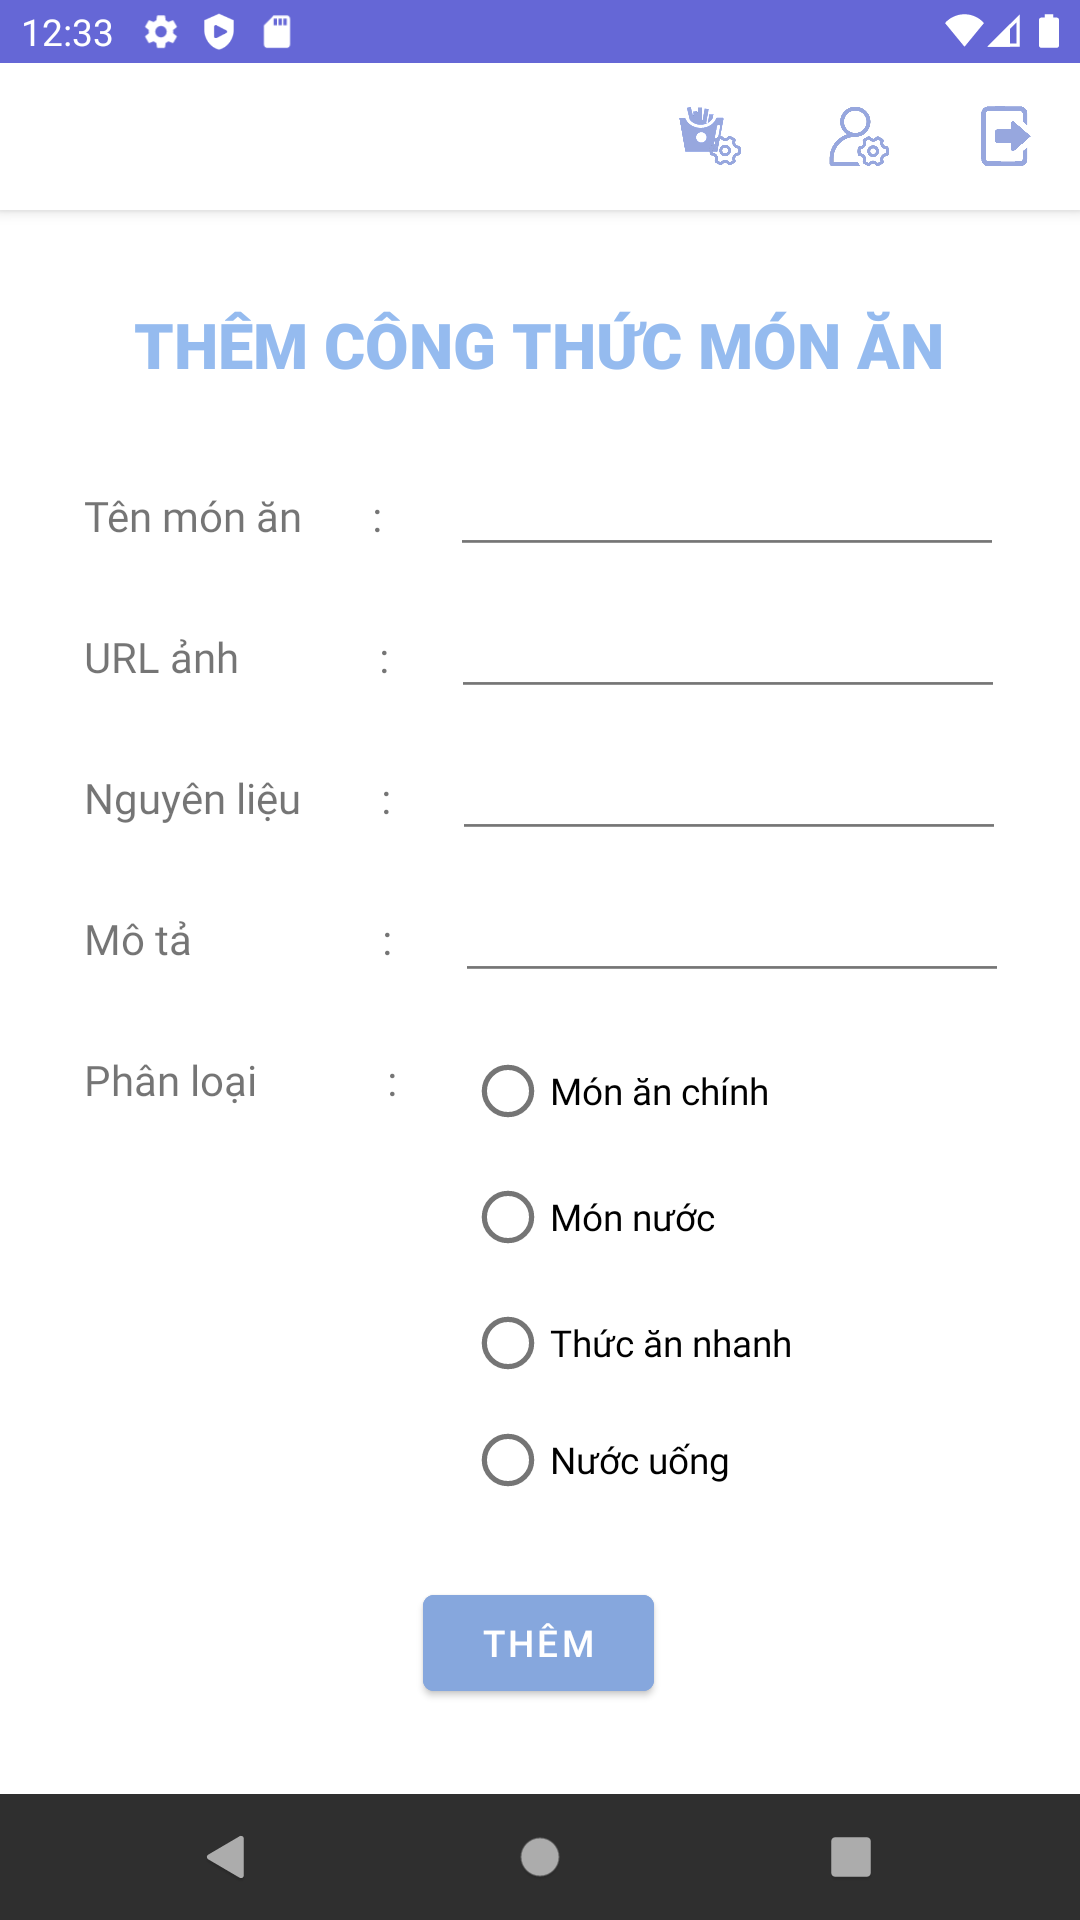 12:33
THÊM CÔNG THỨC MÓN ĂN
Tên món ăn :
URL ảnh :
Nguyên liệu :
Mô tả :
Phân loại :
Món ăn chính
Món nước
Thức ăn nhanh
Nước uống
THÊM